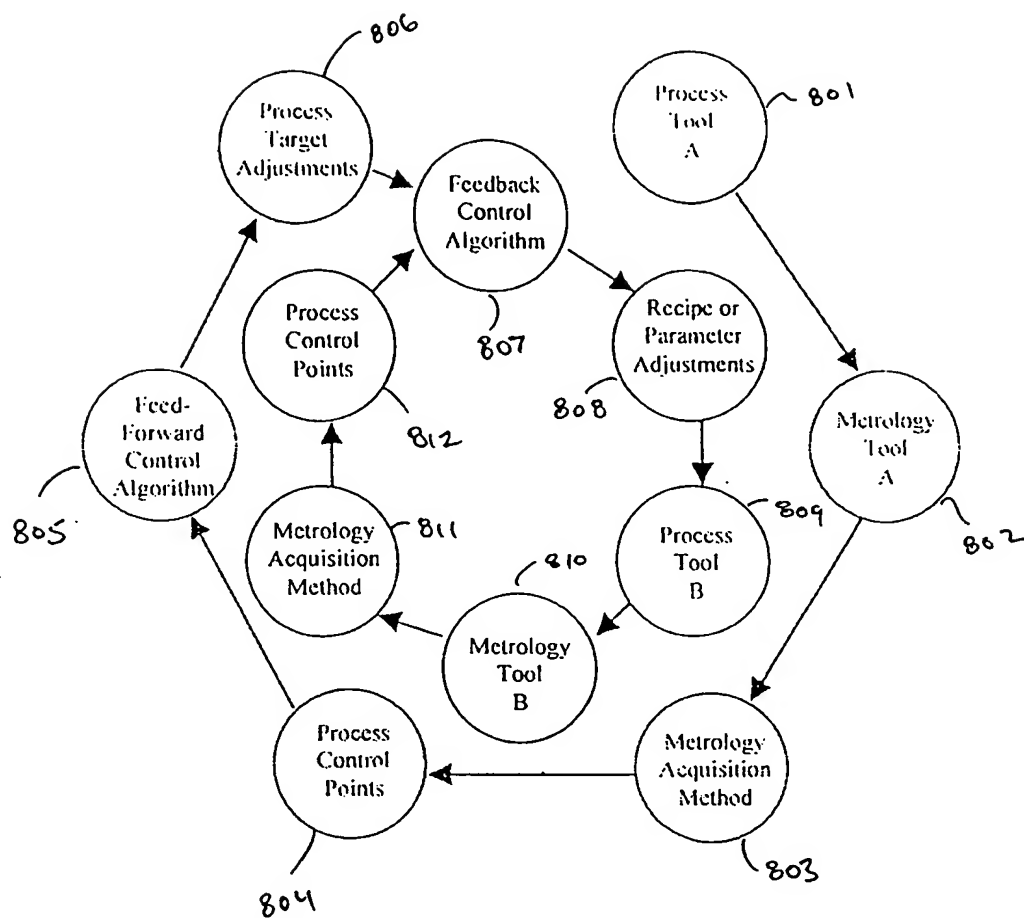 806
Process
Target
Adjustments
Process
Tool
A
801
Feedback
Control
Algorithm
807
Process
Control
Points
812
Recipe or
Parameter
Adjustments
808
Feed-
Forward
Control
Algorithm
805
Metrology
Tool
A
802
Metrology
Acquisition
Method
811
Process
Tool
B
809
810
Metrology
Tool
B
Process
Control
Points
804
Metrology
Acquisition
Method
803